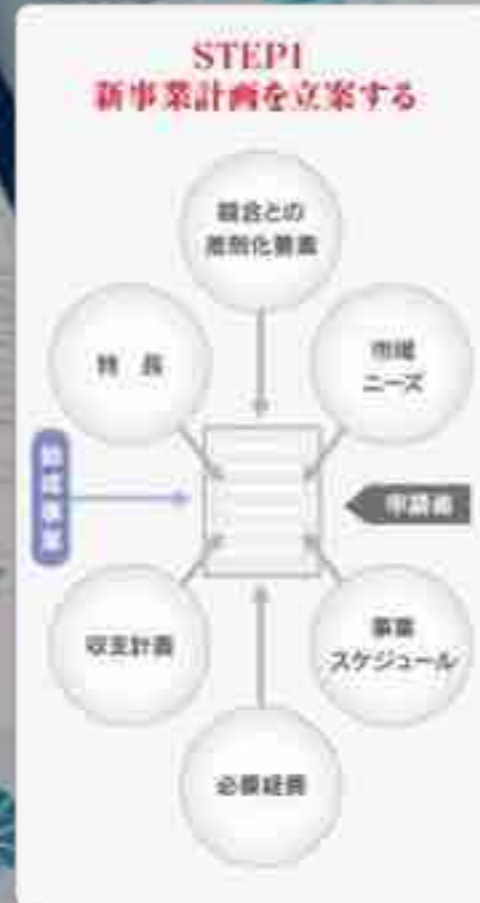 STEP1
新事業計画を立案する
競合との
差別化要素
特 長
市場
ニーズ
申請書
収支計画
事業
スケジュール
必要経費